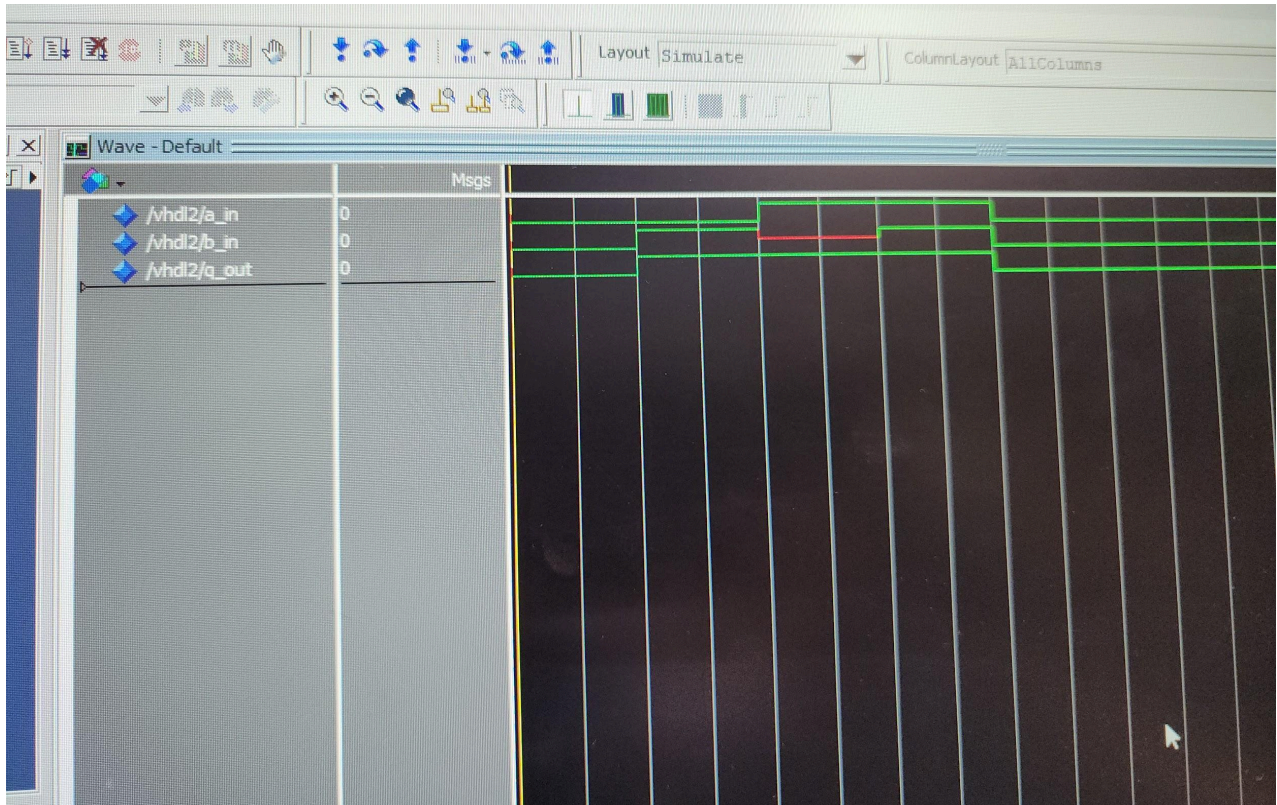 Layout Simulate
ColumnLayout AllColumns
Wave - Default
Msgs
/vhdl2/a_in 0
/vhdl2/b_in 0
/vhdl2/q_out 0